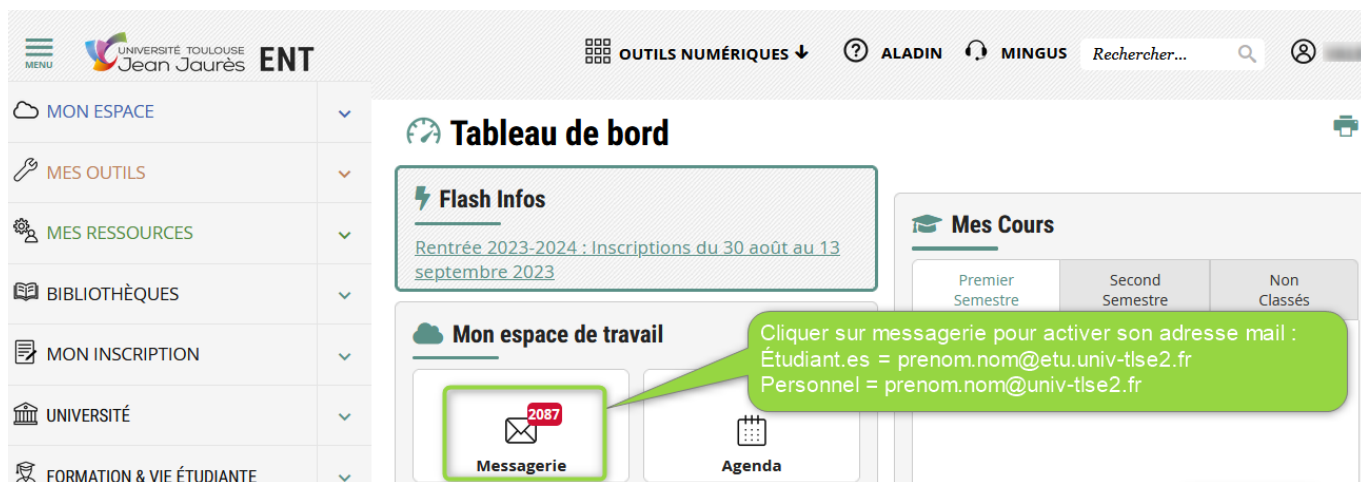 MENU
UNIVERSITÉ TOULOUSE
Jean Jaurès
ENT
OUTILS NUMÉRIQUES
ALADIN
MINGUS
Rechercher...
MON ESPACE
MES OUTILS
MES RESSOURCES
BIBLIOTHÈQUES
MON INSCRIPTION
UNIVERSITÉ
FORMATION & VIE ÉTUDIANTE
Tableau de bord
Flash Infos
Rentrée 2023-2024 : Inscriptions du 30 août au 13
septembre 2023
Mon espace de travail
2087
Messagerie
Agenda
Mes Cours
Premier
Semestre
Second
Semestre
Non
Classés
Cliquer sur messagerie pour activer son adresse mail :
Étudiant.es = prenom.nom@etu.univ-tlse2.fr
Personnel = prenom.nom@univ-tlse2.fr